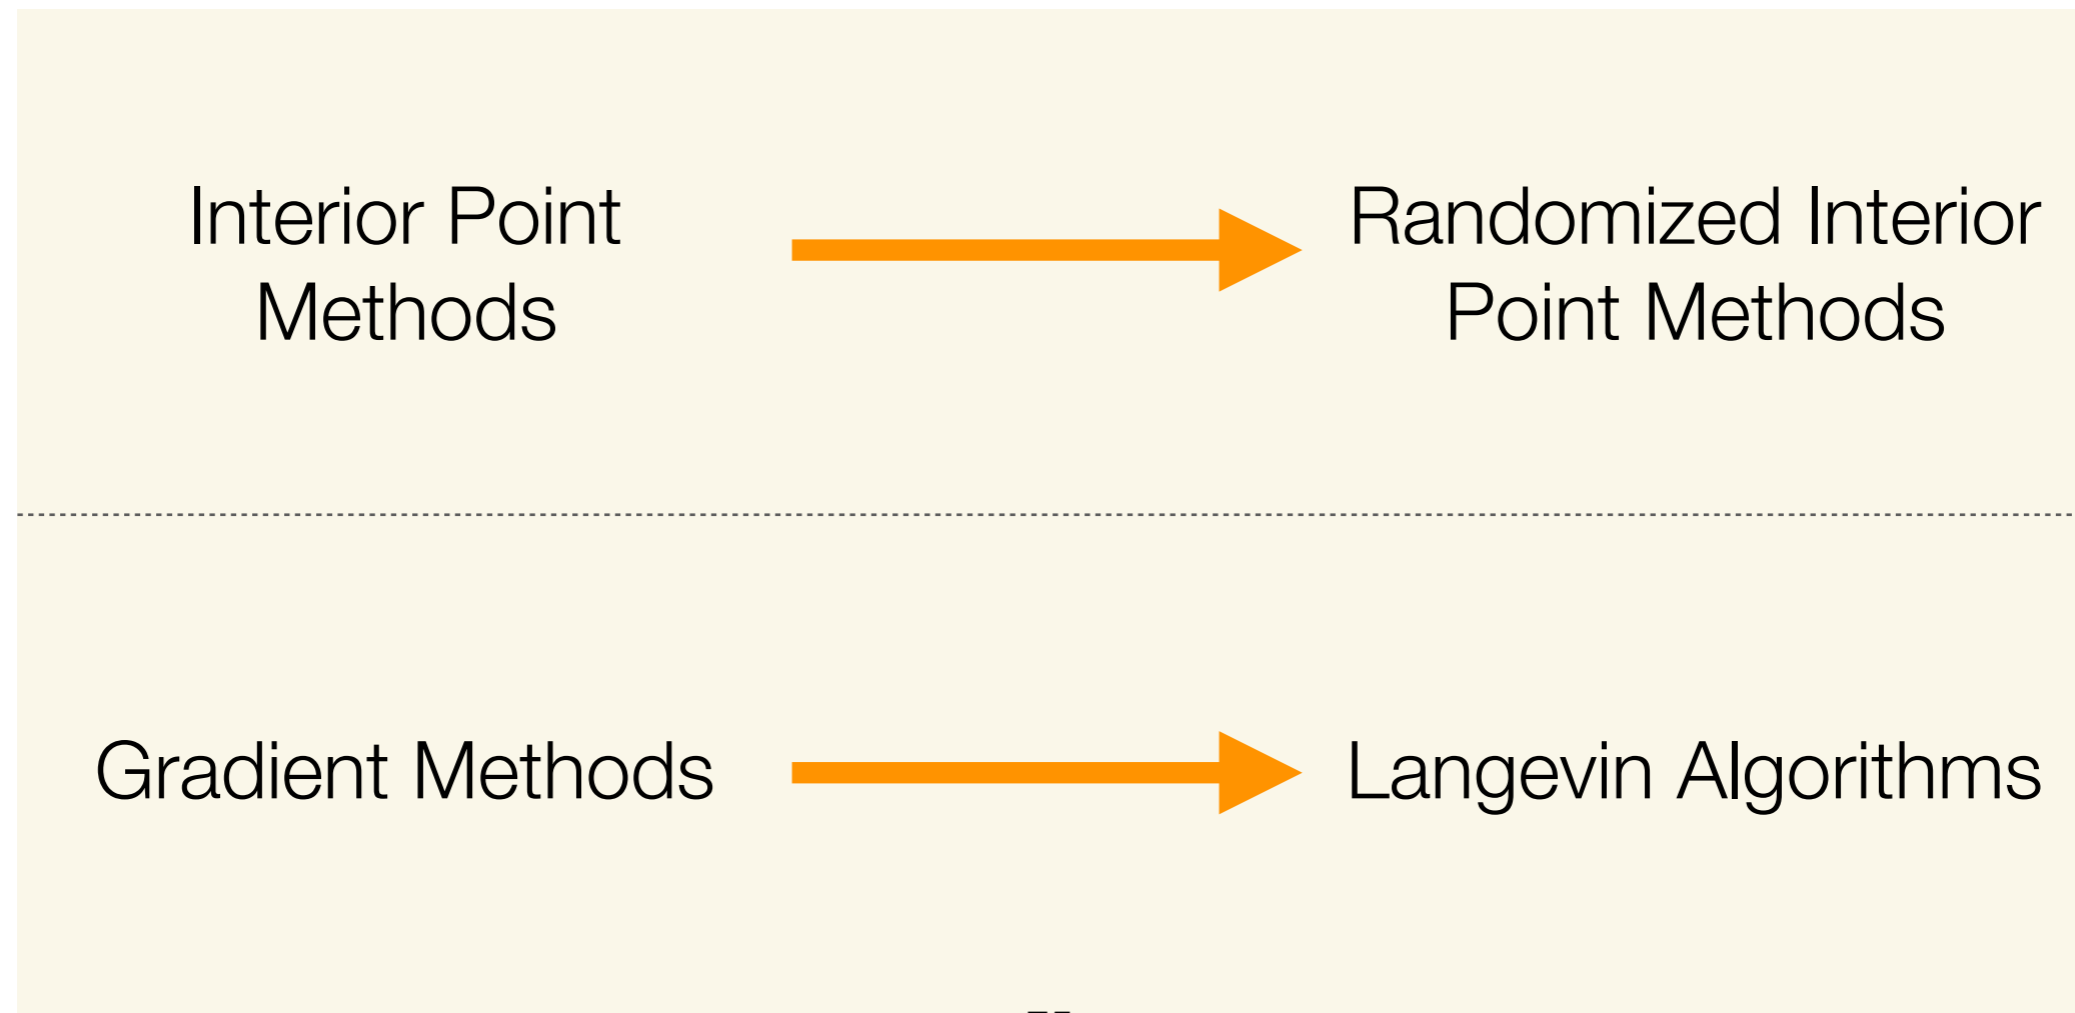 Interior Point
Methods
Randomized Interior
Point Methods
Gradient Methods
Langevin Algorithms